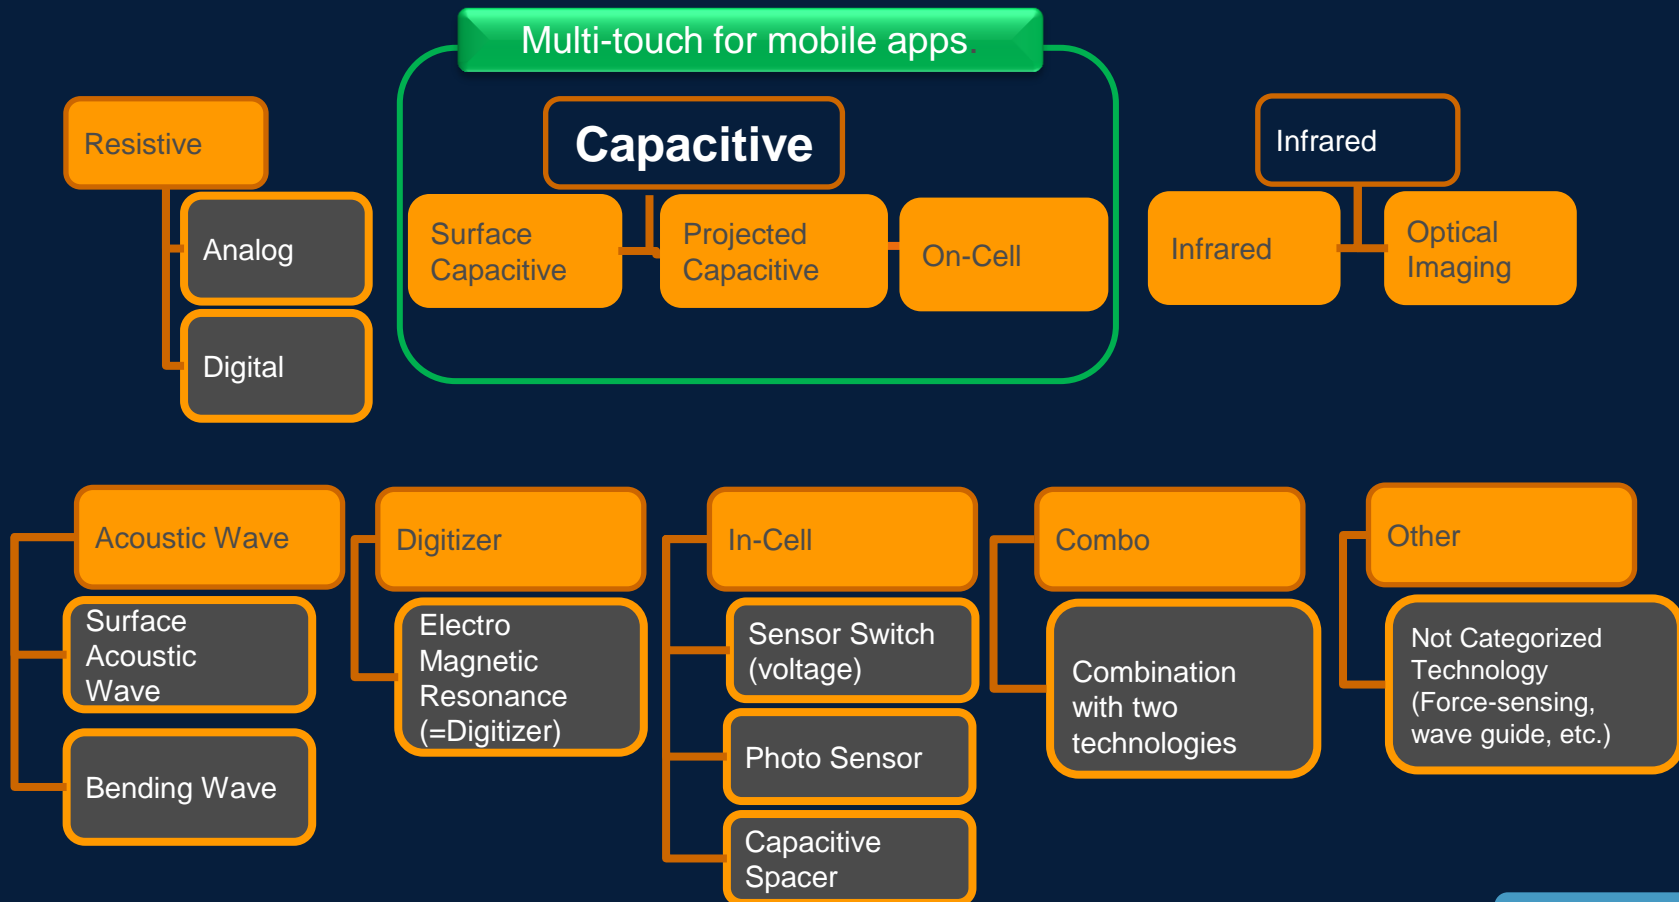 Multi-touch for mobile apps.
Resistive
Analog
Digital
Capacitive
Surface
Capacitive
Projected
Capacitive
On-Cell
Infrared
Infrared
Optical
Imaging
Acoustic Wave
Surface
Acoustic
Wave
Bending Wave
Digitizer
Electro
Magnetic
Resonance
(=Digitizer)
In-Cell
Sensor Switch
(voltage)
Photo Sensor
Capacitive
Spacer
Combo
Combination
with two
technologies
Other
Not Categorized
Technology
(Force-sensing,
wave guide, etc.)